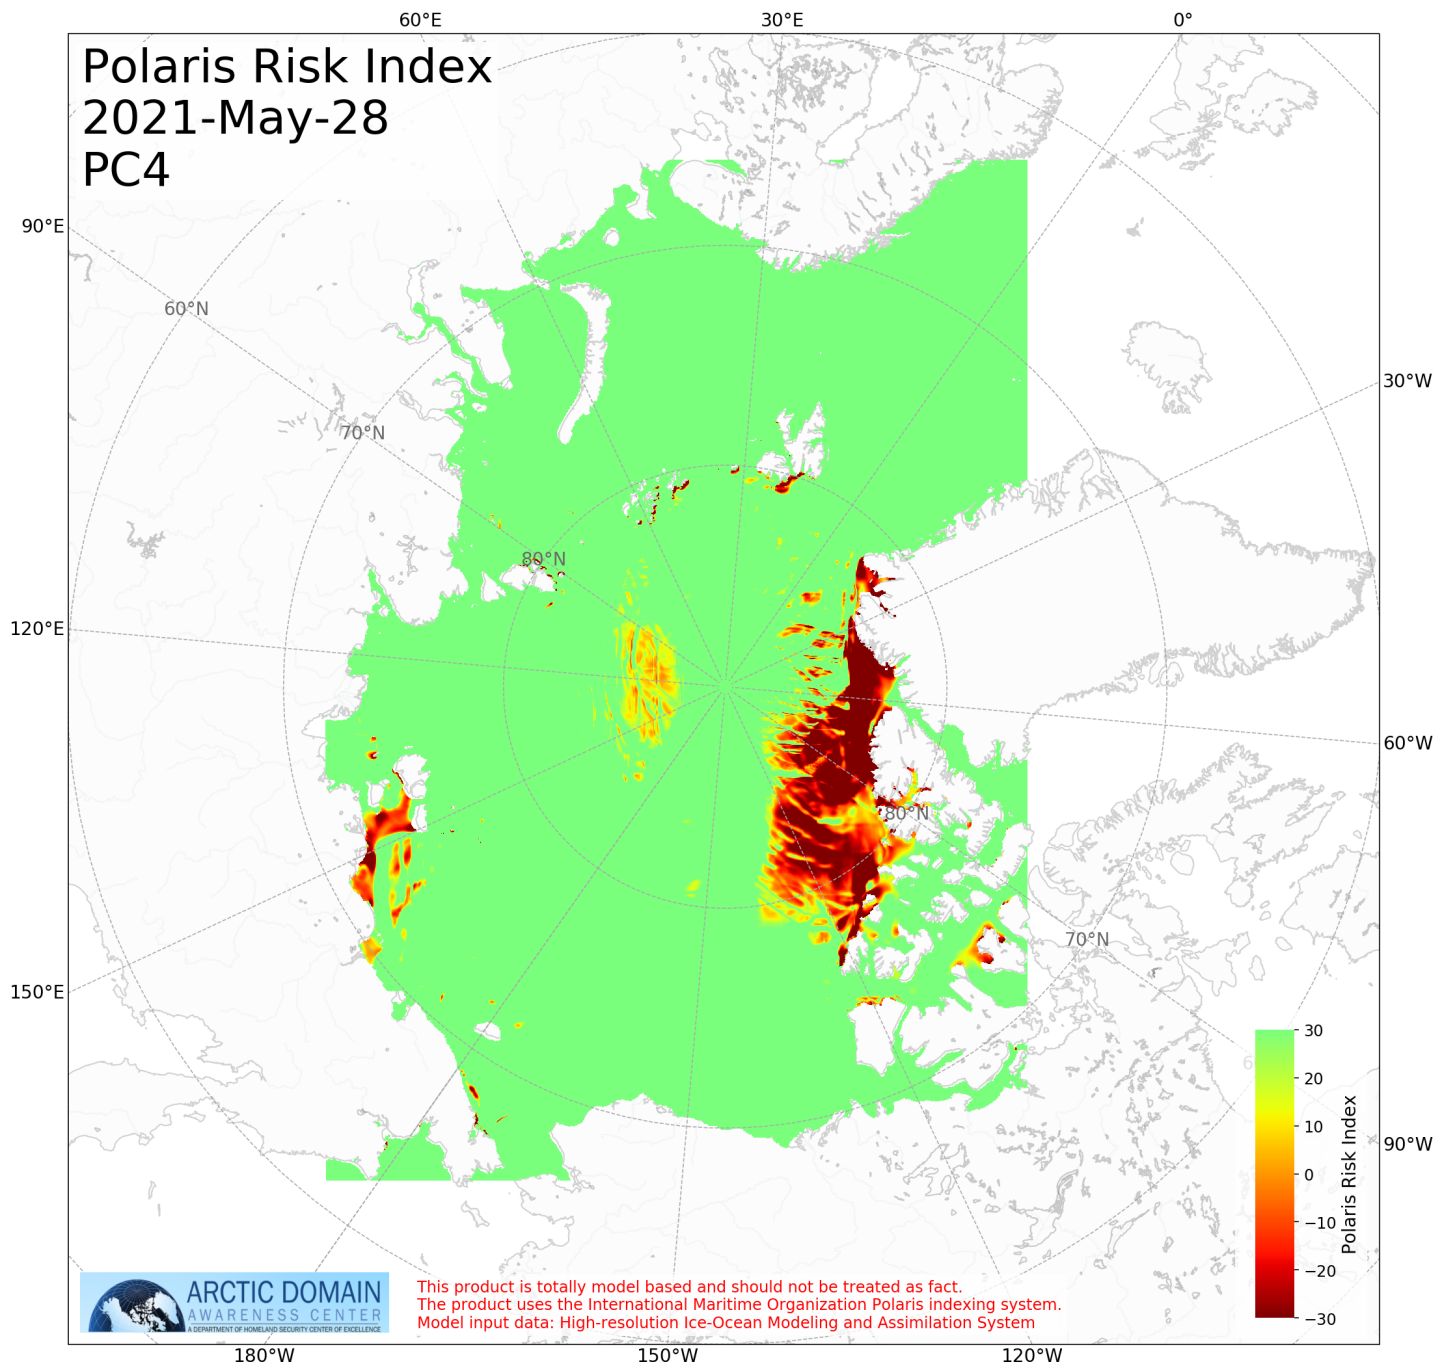 60°E
30°E
0°
Polaris Risk Index
2021-May-28
PC4
90°E
60°N
30°W
70°N
80°N
120°E
60°W
80°N
70°N
150°E
30
20
10
0
−10
−20
−30
Polaris Risk Index
90°W
ARCTIC DOMAIN
AWARENESS CENTER
A DEPARTMENT OF HOMELAND SECURITY CENTER OF EXCELLENCE
This product is totally model based and should not be treated as fact.
The product uses the International Maritime Organization Polaris indexing system.
Model input data: High-resolution Ice-Ocean Modeling and Assimilation System
180°W
150°W
120°W